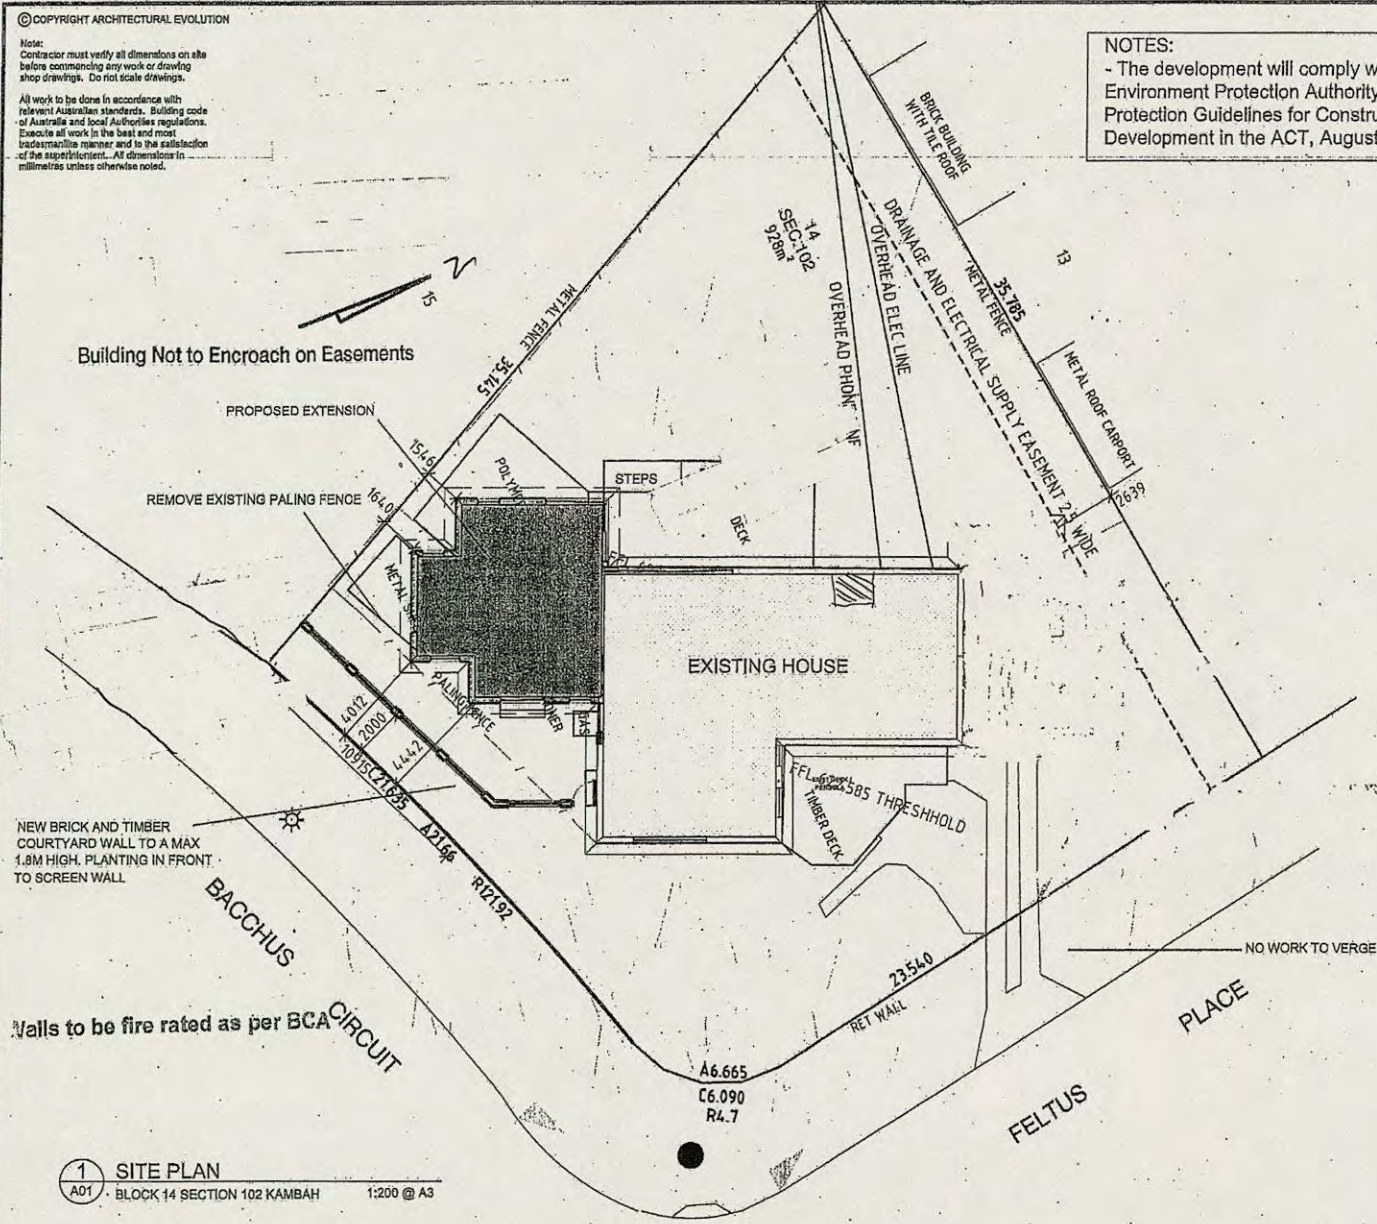 © COPYRIGHT ARCHITECTURAL EVOLUTION
Note:
Contractor must verify all dimensions on site
before commencing any work or drawing
shop drawings. Do not scale drawings.
All work to be done in accordance with
relevant Australian standards. Building code
of Australia and local Authorities regulations.
Execute all work in the best and most
tradesmanlike manner and to the satisfaction
of the superintendent. All dimensions in
millimetres unless otherwise noted.
NOTES:
- The development will comply w
Environment Protection Authority
Protection Guidelines for Constru
Development in the ACT, August
BRICK BUILDING
WITH TILE ROOF
14
SEC.102
928m²
13
N
15
METAL FENCE
35.145
Building Not to Encroach on Easements
DRAINAGE AND ELECTRICAL SUPPLY EASEMENT 2.5 WIDE
OVERHEAD ELEC LINE
OVERHEAD PHON
35.785
METAL FENCE
METAL ROOF CARPORT
2639
PROPOSED EXTENSION
1546
REMOVE EXISTING PALING FENCE
1640
STEPS
DECK
EXISTING HOUSE
PALING
4012
2000
4442
10915
C21.635
A21.66
R121.92
TIMBER DECK
585 THRESHHOLD
NEW BRICK AND TIMBER
COURTYARD WALL TO A MAX
1.8M HIGH. PLANTING IN FRONT
TO SCREEN WALL
BACCHUS
CIRCUIT
Walls to be fire rated as per BCA
23.540
RET WALL
NO WORK TO VERGE
A6.665
C6.090
R4.7
FELTUS
PLACE
1
A01
SITE PLAN
BLOCK 14 SECTION 102 KAMBAH 1:200 @ A3